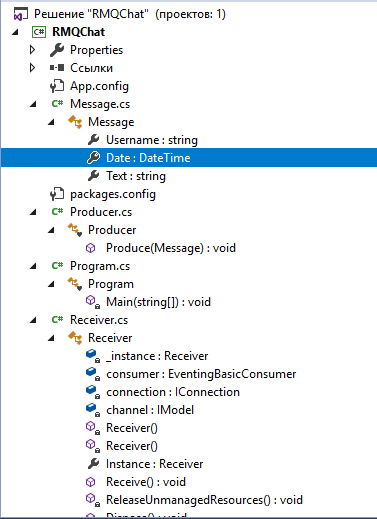 Решение "RMQChat" (проектов: 1)
C# RMQChat
Properties
Ссылки
App.config
C# Message.cs
Message
Username : string
Date : DateTime
Text : string
packages.config
C# Producer.cs
Producer
Produce(Message) : void
C# Program.cs
Program
Main(string[]) : void
C# Receiver.cs
Receiver
_instance : Receiver
consumer : EventingBasicConsumer
connection : IConnection
channel : IModel
Receiver()
Receiver()
Instance : Receiver
Receive() : void
ReleaseUnmanagedResources() : void
Dispose() : void